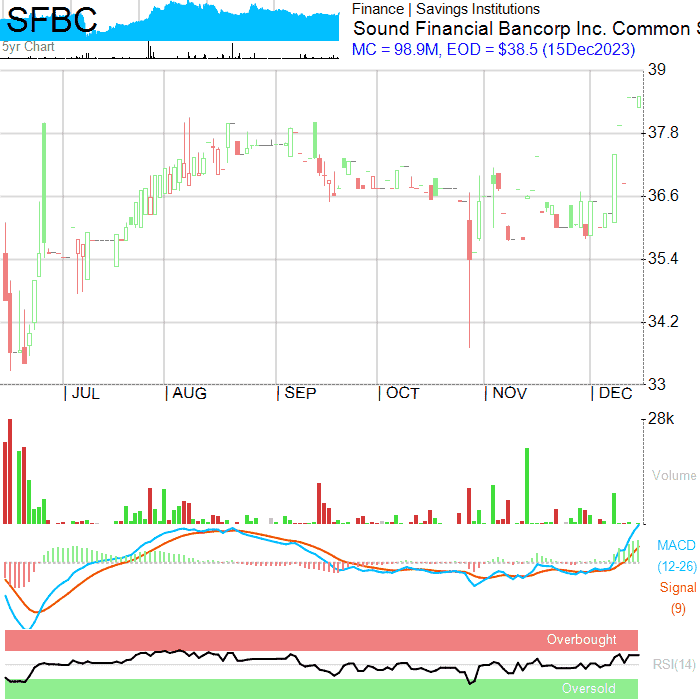 SFBC
5yr Chart
Finance | Savings Institutions
Sound Financial Bancorp Inc. Common S
MC = 98.9M, EOD = $38.5 (15Dec2023)
39
37.8
36.6
35.4
34.2
33
| JUL | AUG | SEP | OCT | NOV | DEC
28k
Volume
MACD
(12-26)
Signal
(9)
Overbought
RSI(14)
Oversold